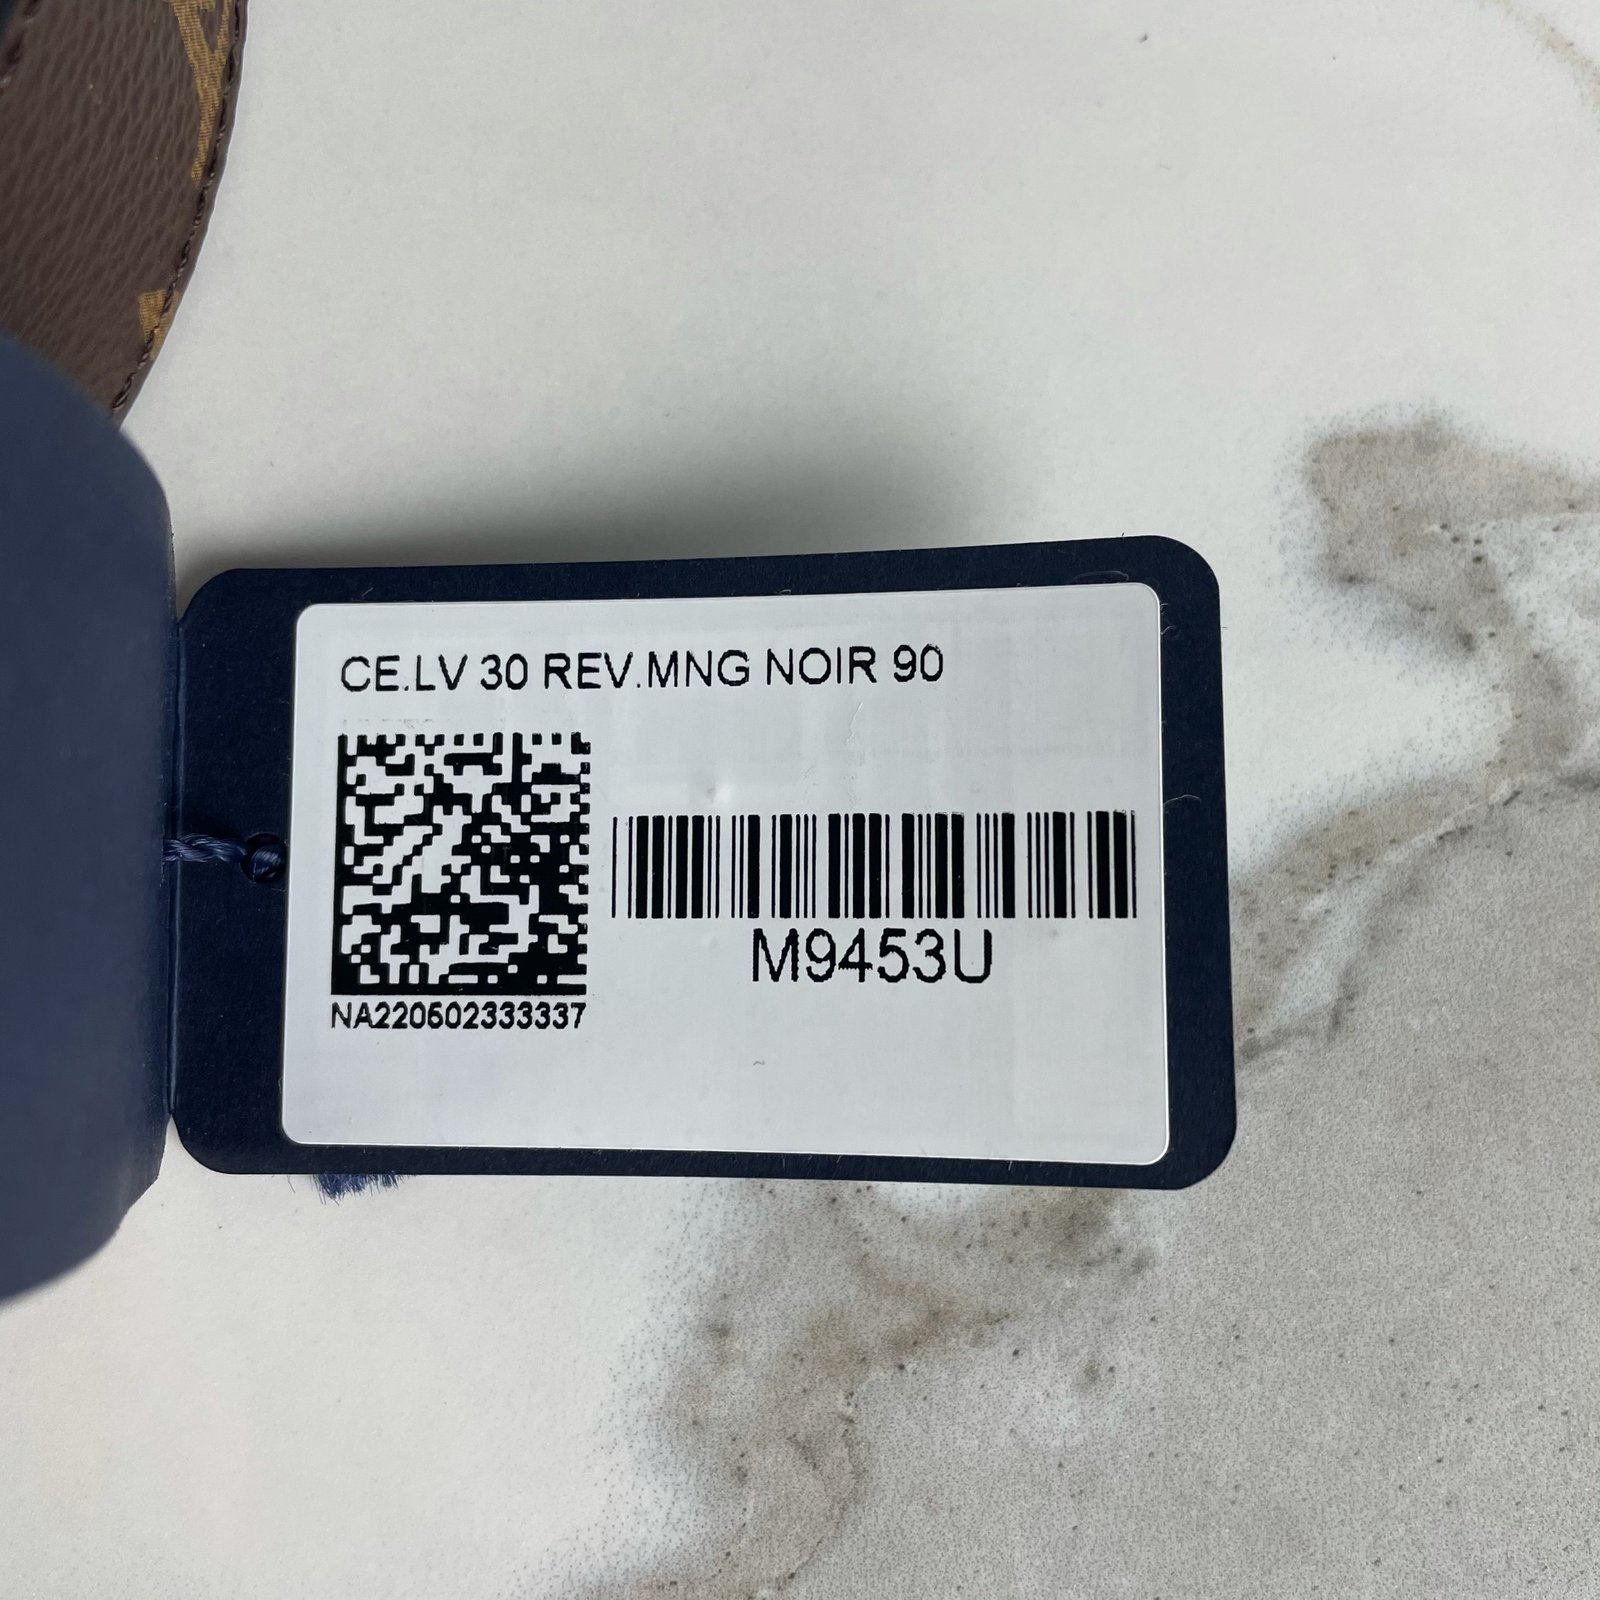 CE.LV 30 REV.MNG NOIR 90
M9453U
NA220602333337